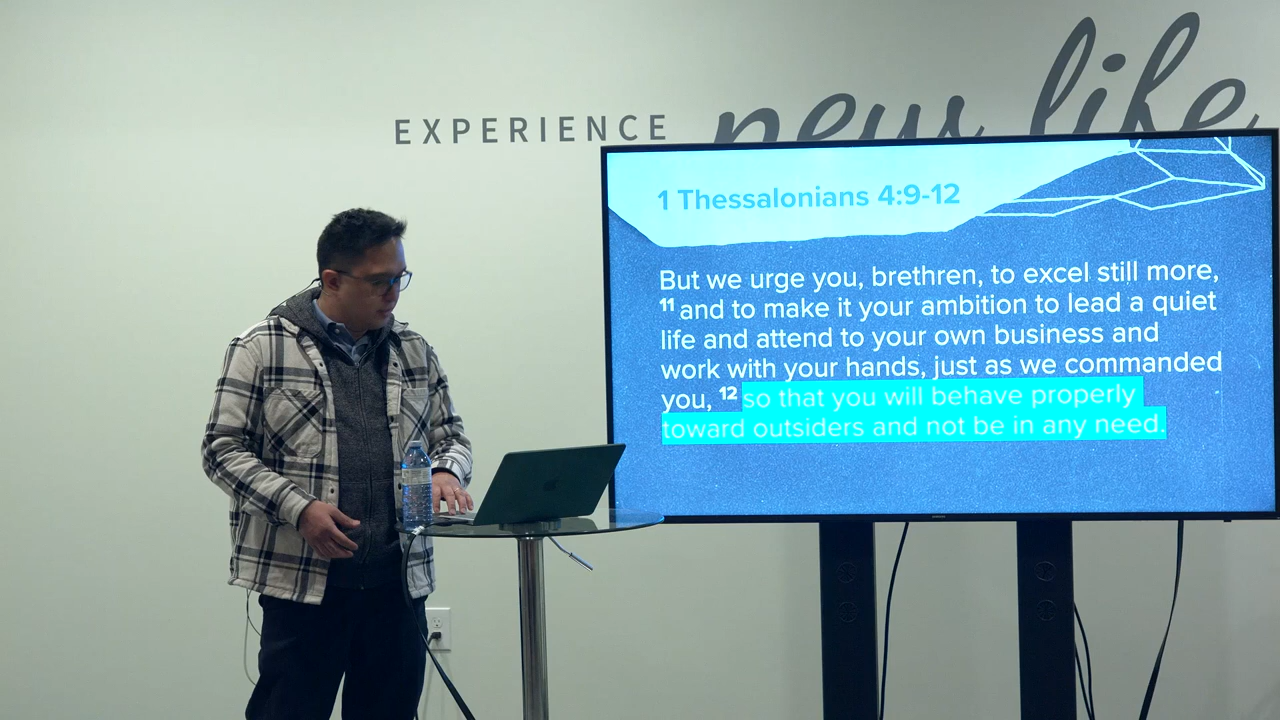 EXPERIENCE new life
1 Thessalonians 4:9-12
But we urge you, brethren, to excel still more,
11 and to make it your ambition to lead a quiet
life and attend to your own business and
work with your hands, just as we commanded
you, 12 so that you will behave properly
toward outsiders and not be in any need.